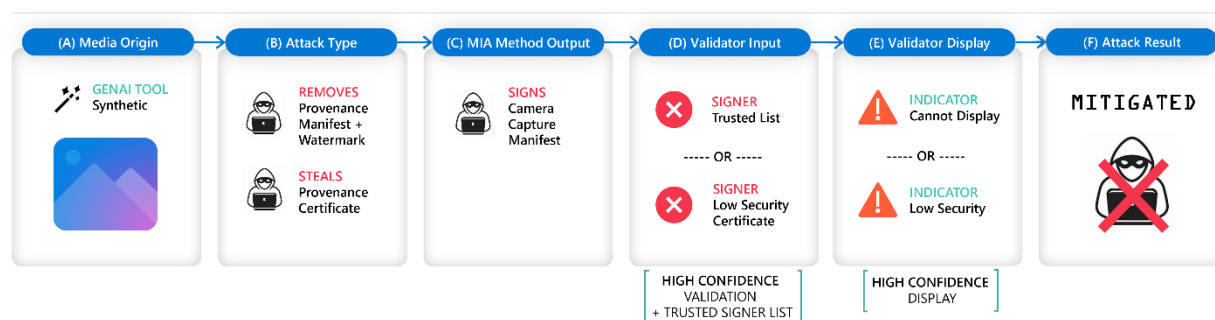 (A) Media Origin
GENAI TOOL
Synthetic
(B) Attack Type
REMOVES
Provenance
Manifest +
Watermark
STEALS
Provenance
Certificate
(C) MIA Method Output
SIGNS
Camera
Capture
Manifest
(D) Validator Input
SIGNER
Trusted List
----- OR -----
SIGNER
Low Security
Certificate
HIGH CONFIDENCE
VALIDATION
+ TRUSTED SIGNER LIST
(E) Validator Display
INDICATOR
Cannot Display
----- OR -----
INDICATOR
Low Security
HIGH CONFIDENCE
DISPLAY
(F) Attack Result
MITIGATED